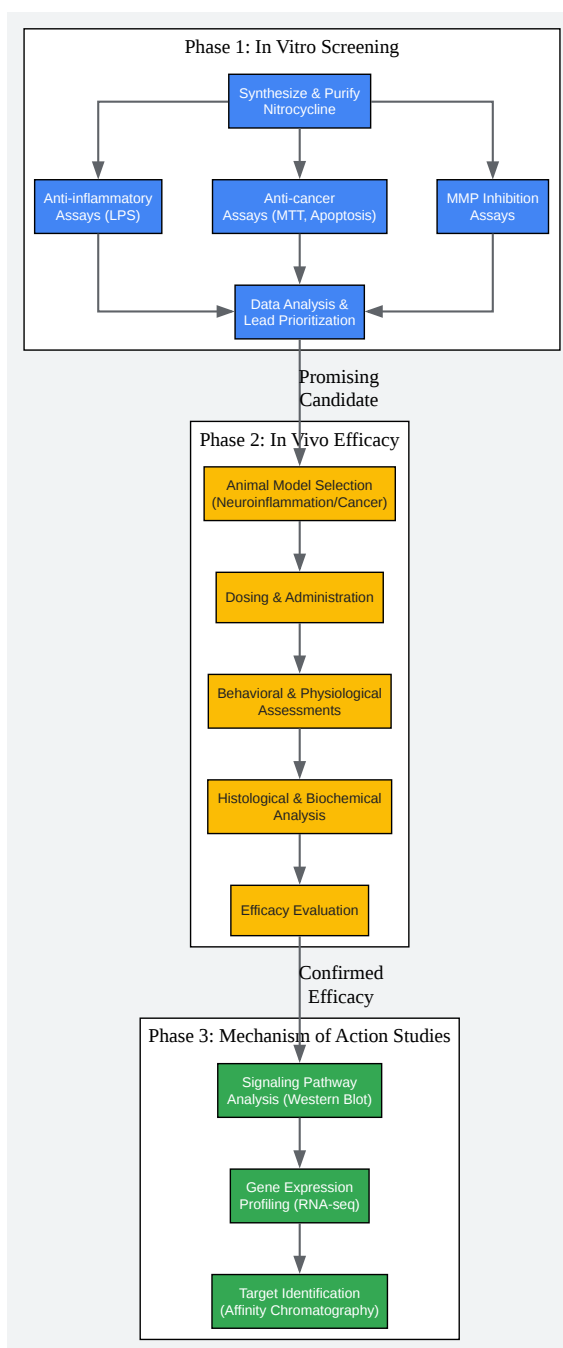 Phase 1: In Vitro Screening
Synthesize & Purify
Nitrocycline
Anti-inflammatory
Assays (LPS)
Anti-cancer
Assays (MTT, Apoptosis)
MMP Inhibition
Assays
Data Analysis &
Lead Prioritization
Promising
Candidate
Phase 2: In Vivo Efficacy
Animal Model Selection
(Neuroinflammation/Cancer)
Dosing & Administration
Behavioral & Physiological
Assessments
Histological & Biochemical
Analysis
Efficacy Evaluation
Confirmed
Efficacy
Phase 3: Mechanism of Action Studies
Signaling Pathway
Analysis (Western Blot)
Gene Expression
Profiling (RNA-seq)
Target Identification
(Affinity Chromatography)